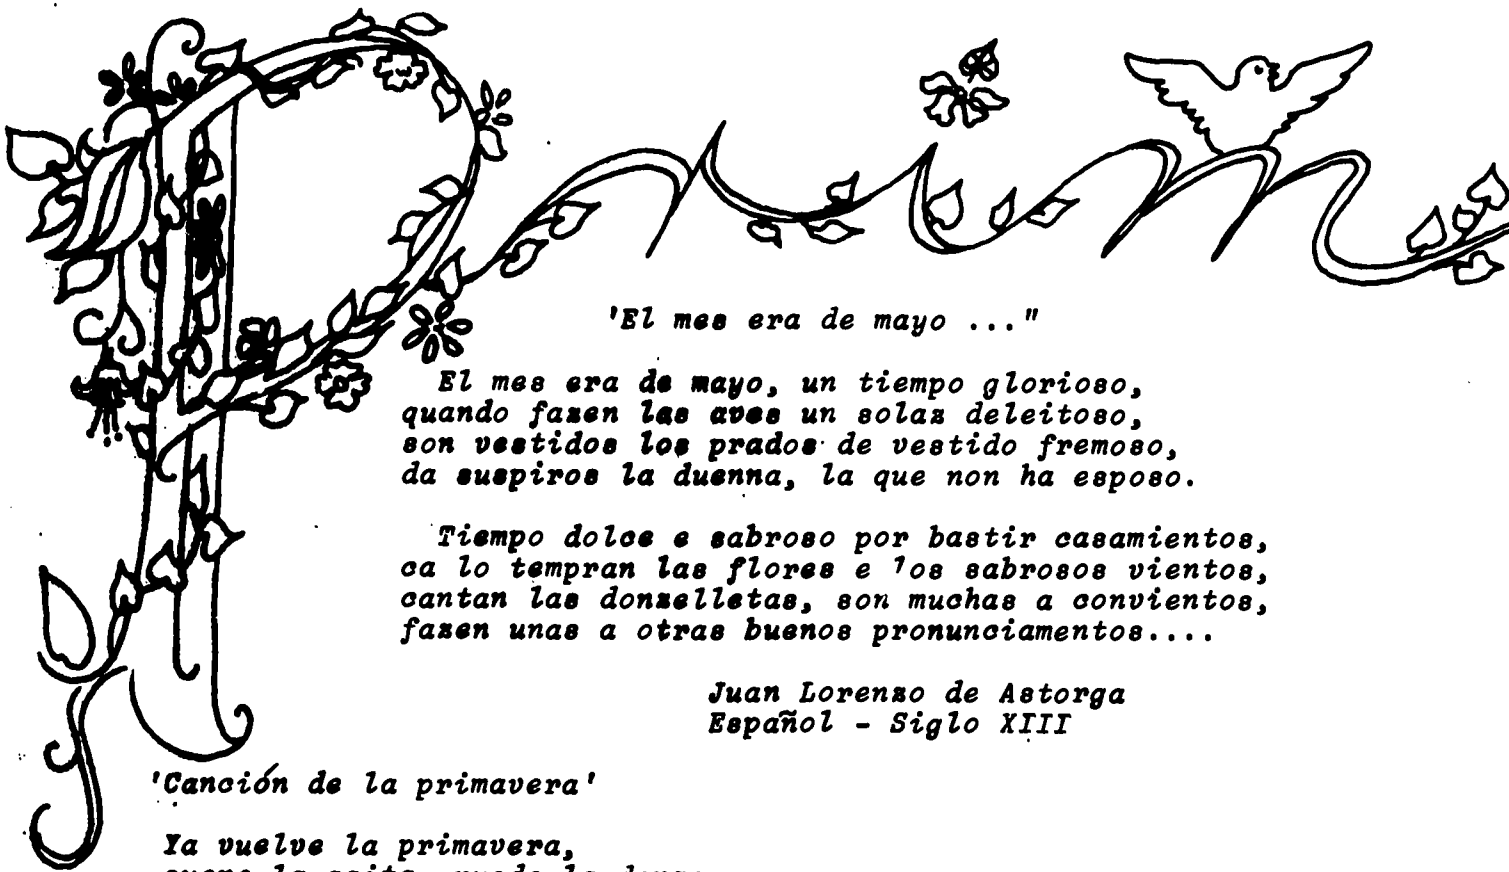 Prim
'El mes era de mayo ..."
El mes era de mayo, un tiempo glorioso,
quando fazen las aves un solaz deleitoso,
son vestidos los prados de vestido fremoso,
da suspiros la duenna, la que non ha esposo.
Tiempo dolce e sabroso por bastir casamientos,
ca lo tempran las flores e los sabrosos vientos,
cantan las donzelletas, son muchas a convientos,
fazen unas a otras buenos pronunciamentos....
Juan Lorenzo de Astorga
Español - Siglo XIII
'Canción de la primavera'
Ya vuelve la primavera,